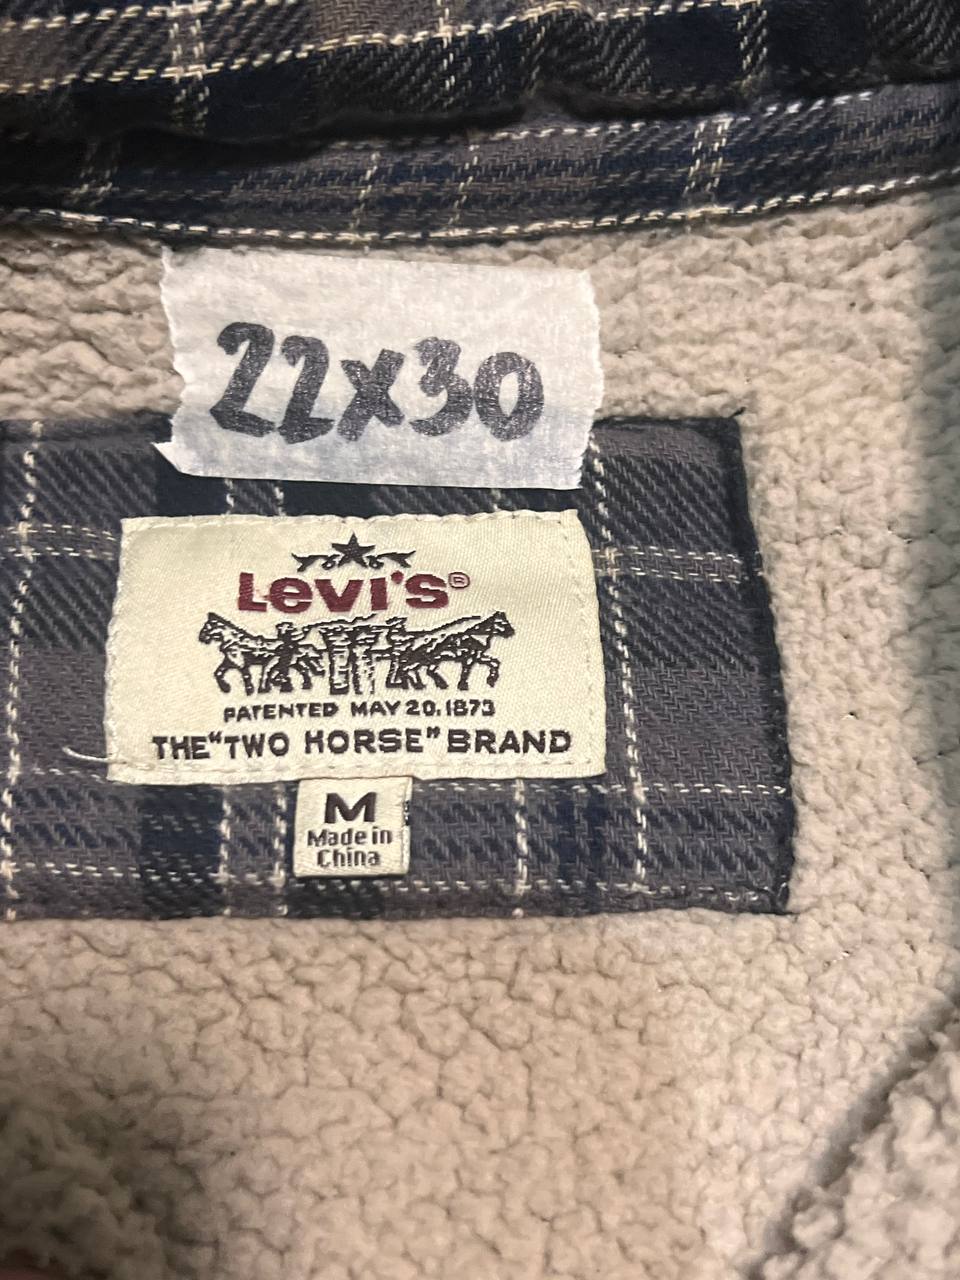 22x30
Levi's®
PATENTED MAY 20.1873
THE "TWO HORSE" BRAND
M
Made in
China